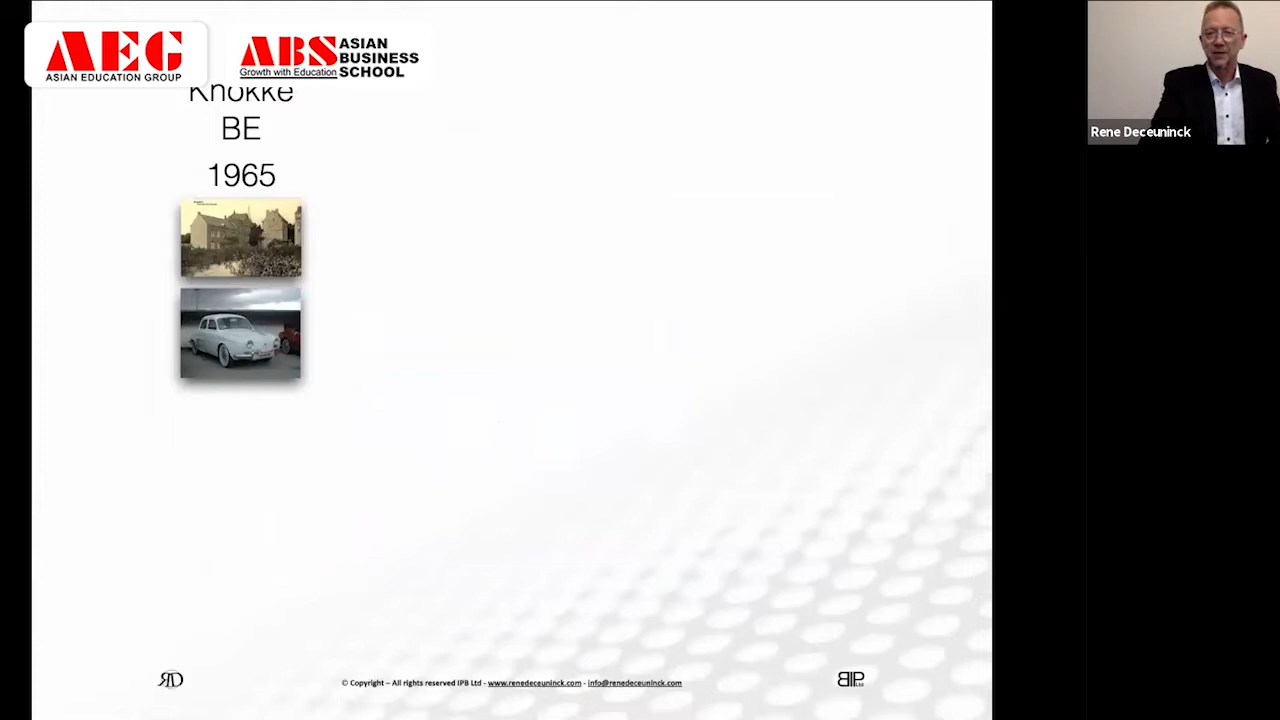 AEG
ASIAN EDUCATION GROUP
ABS ASIAN BUSINESS SCHOOL
Growth with Education
Knokke
BE
1965
Rene Deceuninck
RD
© Copyright – All rights reserved IPB Ltd - www.renedeceuninck.com - info@renedeceuninck.com